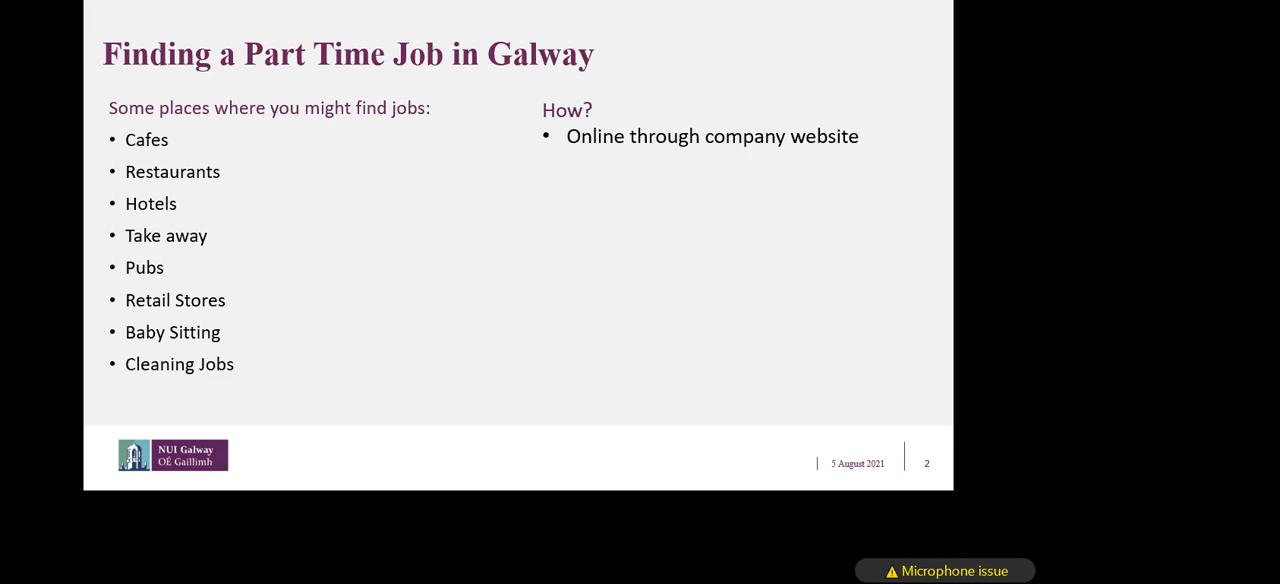 Finding a Part Time Job in Galway
Some places where you might find jobs:
• Cafes
• Restaurants
• Hotels
• Take away
• Pubs
• Retail Stores
• Baby Sitting
• Cleaning Jobs
How?
• Online through company website
NUI Galway
OÉ Gaillimh
5 August 2021
2
Microphone issue